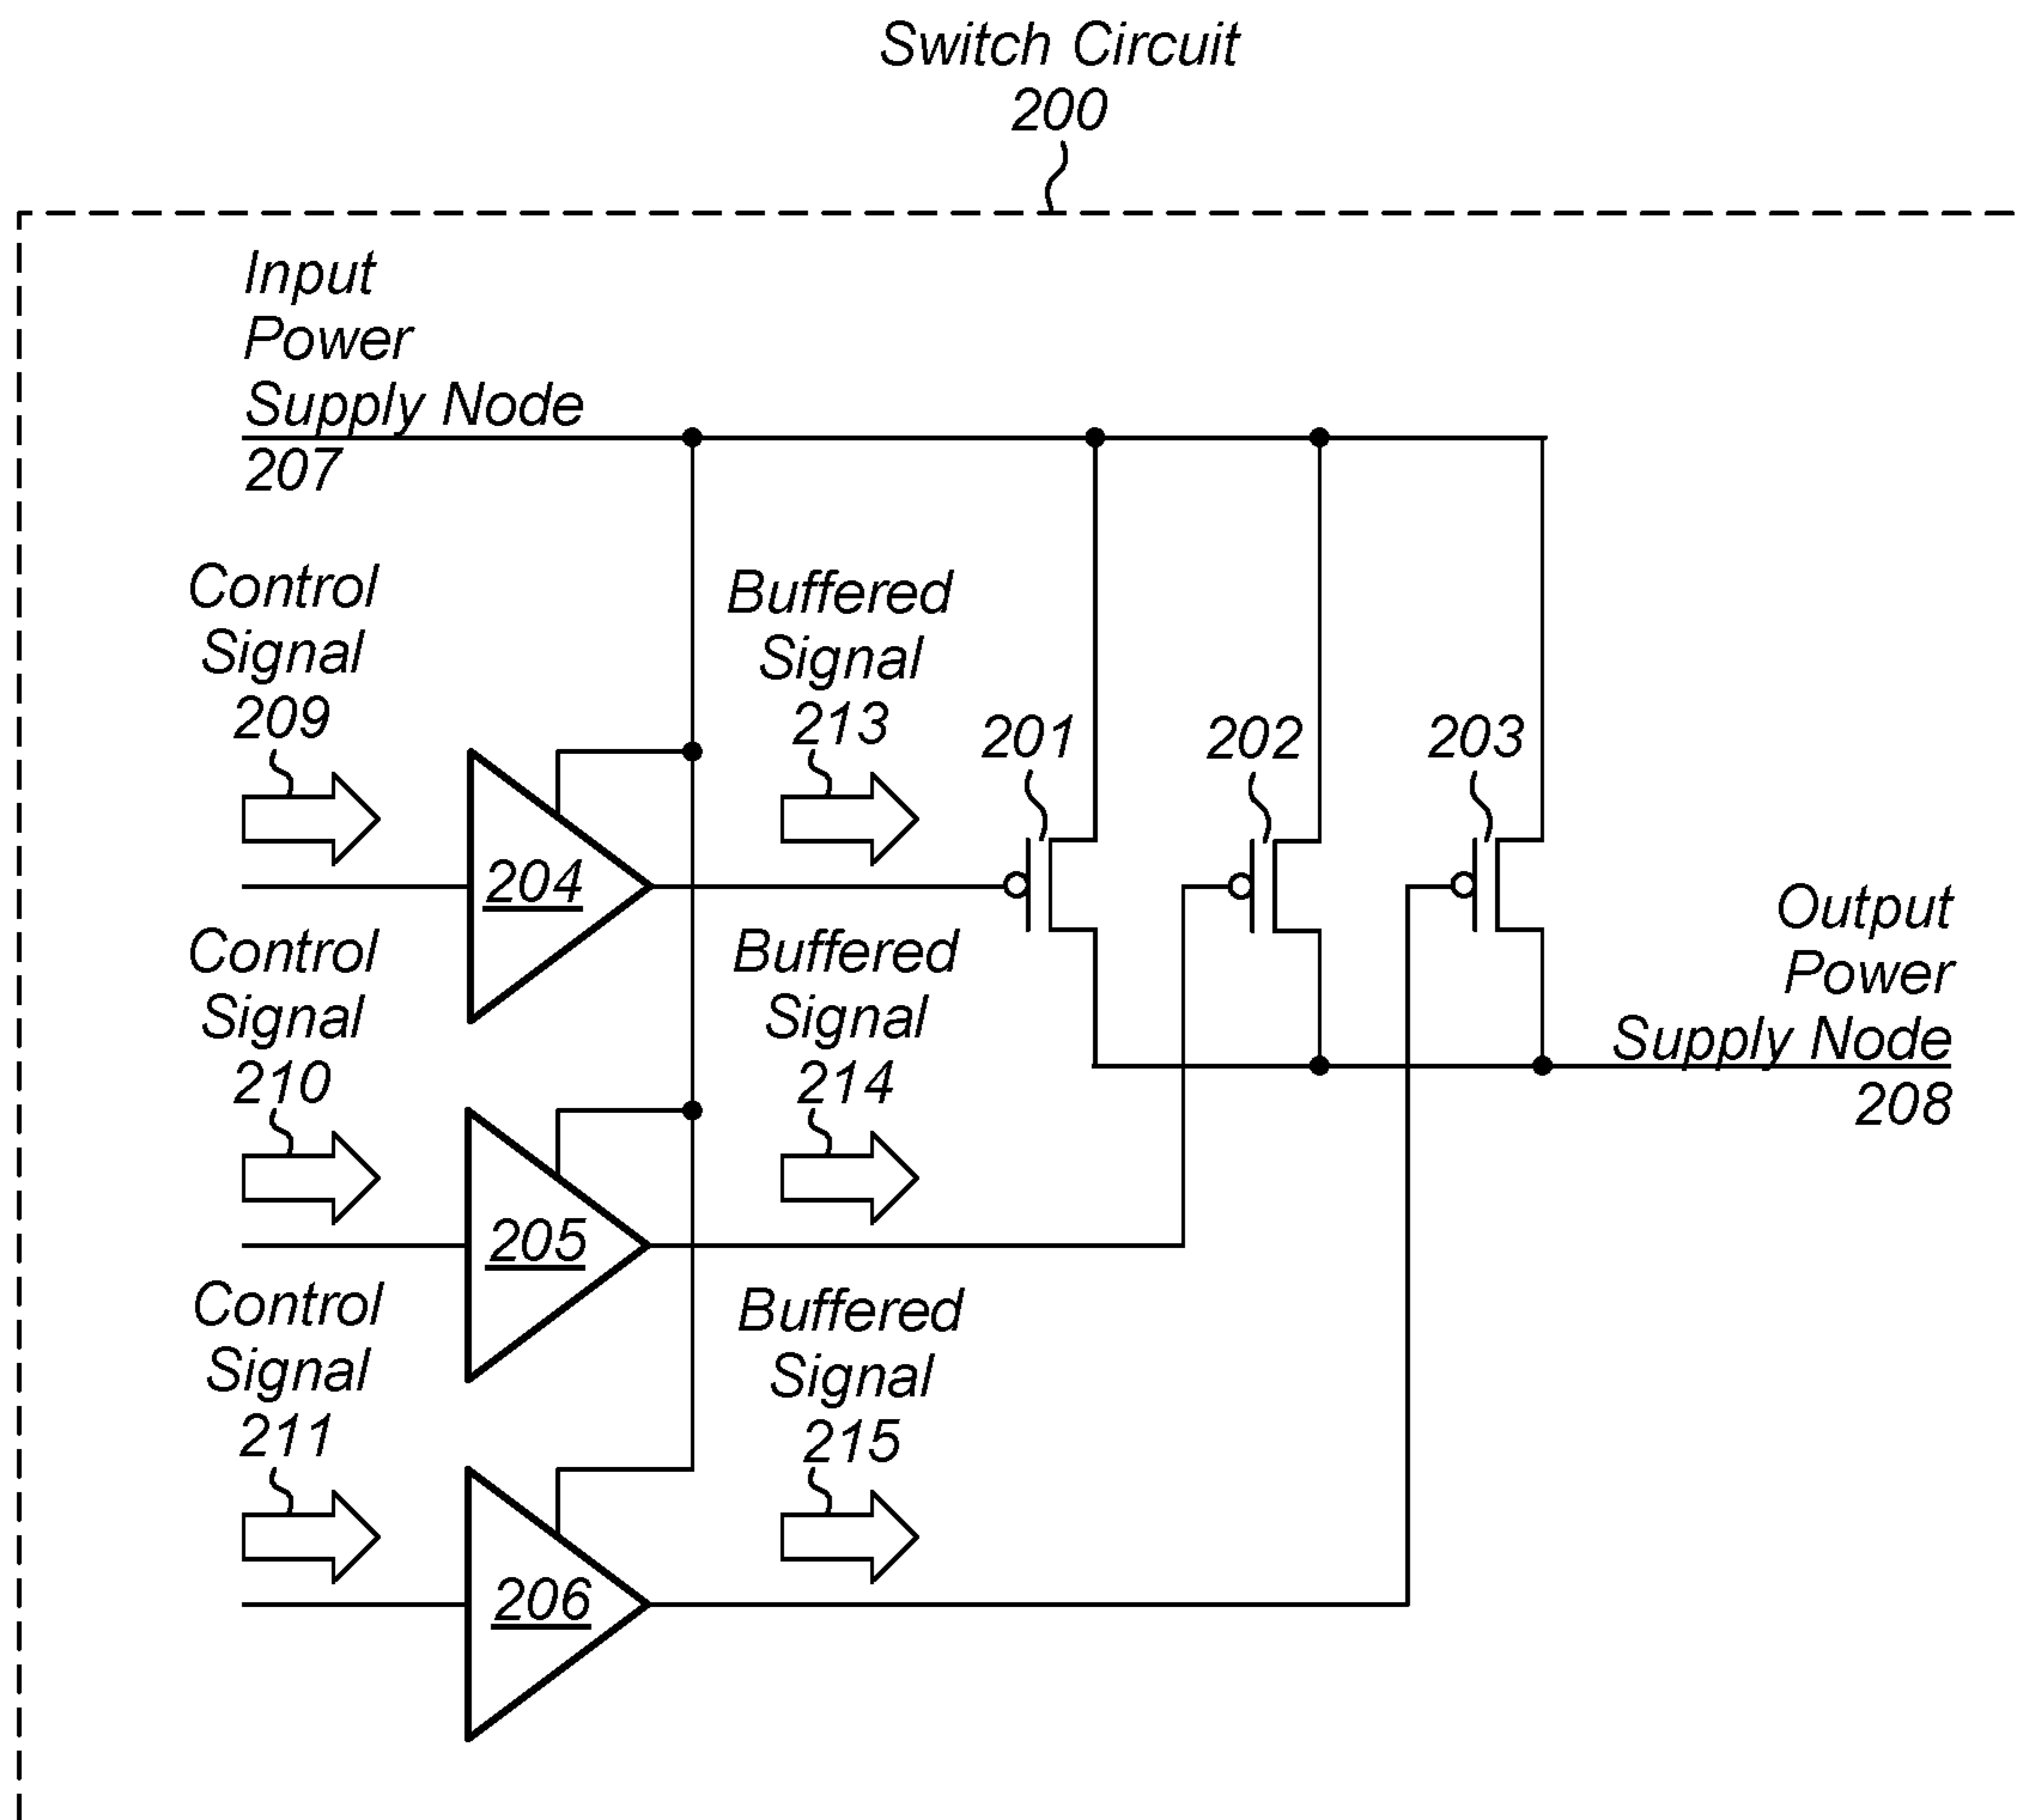 Switch Circuit
200
Input
Power
Supply Node
207
Control
Signal
209
Buffered
Signal
213
201
202
203
204
Output
Power
Supply Node
208
Control
Signal
210
Buffered
Signal
214
205
Control
Signal
211
Buffered
Signal
215
206